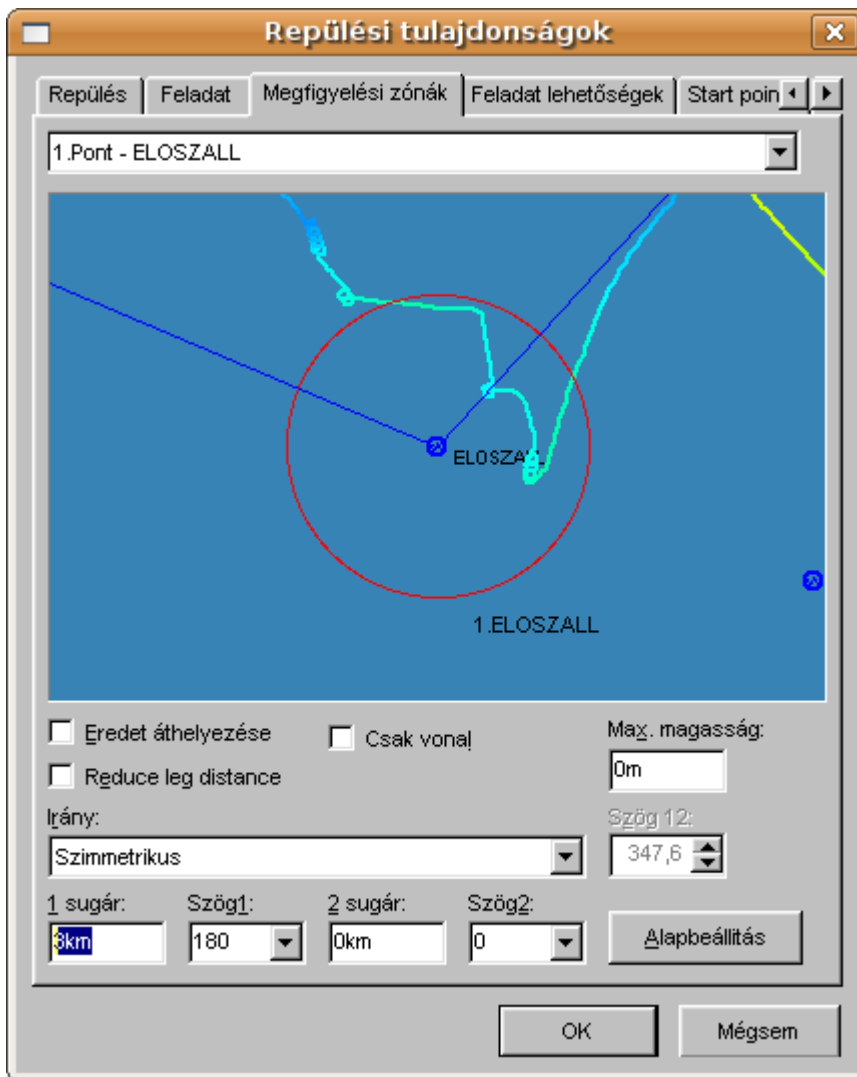 Repülési tulajdonságok
Repülés Feladat Megfigyelési zónák Feladat lehetőségek Start poin
1.Pont - ELOSZALL
ELOSZALL
1.ELOSZALL
Eredet áthelyezése Csak vonal Max. magasság:
Reduce leg distance 0m
Irány: Szög 12:
Szimmetrikus 347,6
1 sugár: Szög1: 2 sugár: Szög2:
3km 180 0km 0 Alapbeállitás
OK Mégsem